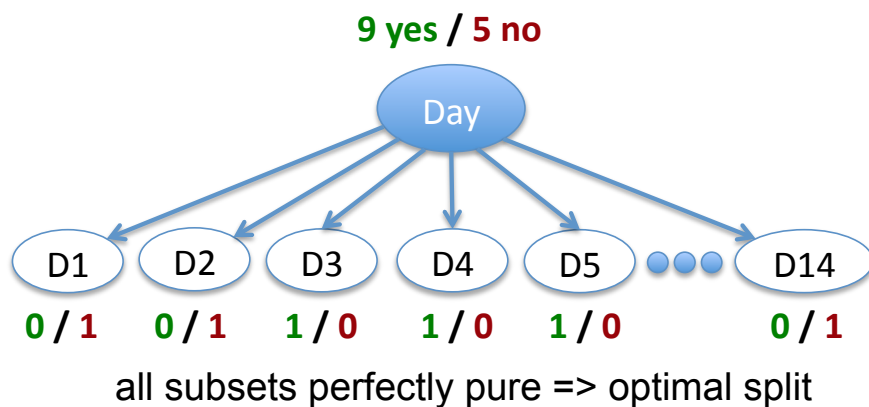 9 yes / 5 no
Day
D1 D2 D3 D4 D5 D14
0 / 1 0 / 1 1 / 0 1 / 0 1 / 0 0 / 1
all subsets perfectly pure => optimal split